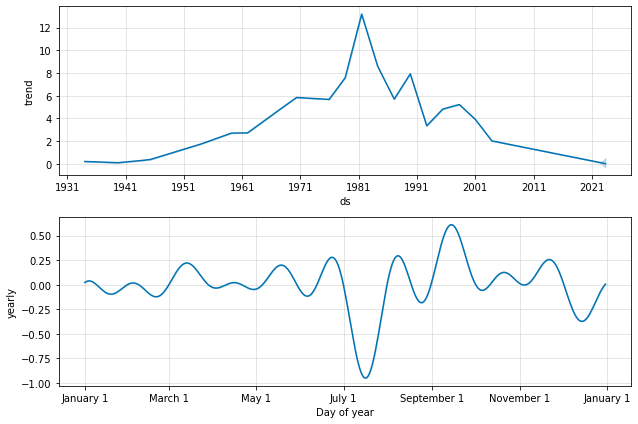 12
10
8
6
4
2
0
trend
1931 1941 1951 1961 1971 1981 1991 2001 2011 2021
ds
0.50
0.25
0.00
−0.25
−0.50
−0.75
−1.00
yearly
January 1 March 1 May 1 July 1 September 1 November 1 January 1
Day of year